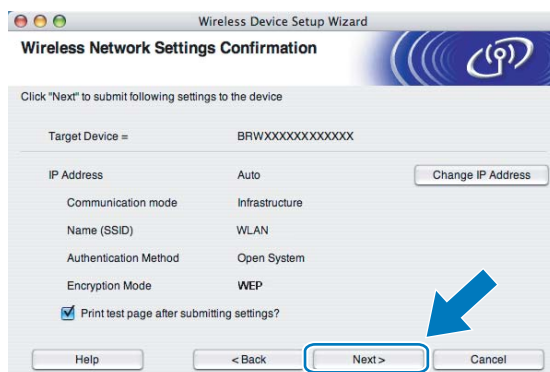 Wireless Device Setup Wizard
Wireless Network Settings Confirmation
Click "Next" to submit following settings to the device
Target Device = BRWXXXXXXXXXXXX
IP Address Auto Change IP Address
Communication mode Infrastructure
Name (SSID) WLAN
Authentication Method Open System
Encryption Mode WEP
Print test page after submitting settings?
Help < Back Next > Cancel